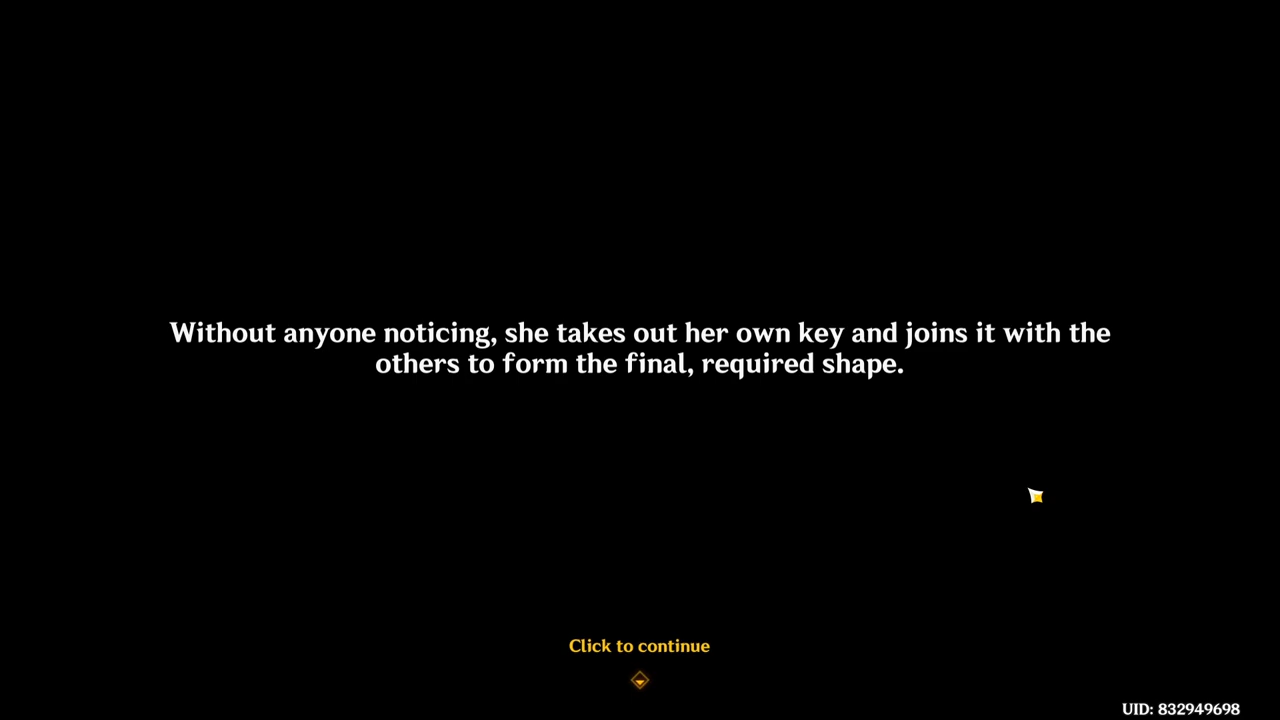 Without anyone noticing, she takes out her own key and joins it with the
others to form the final, required shape.
Click to continue
UID: 832949698